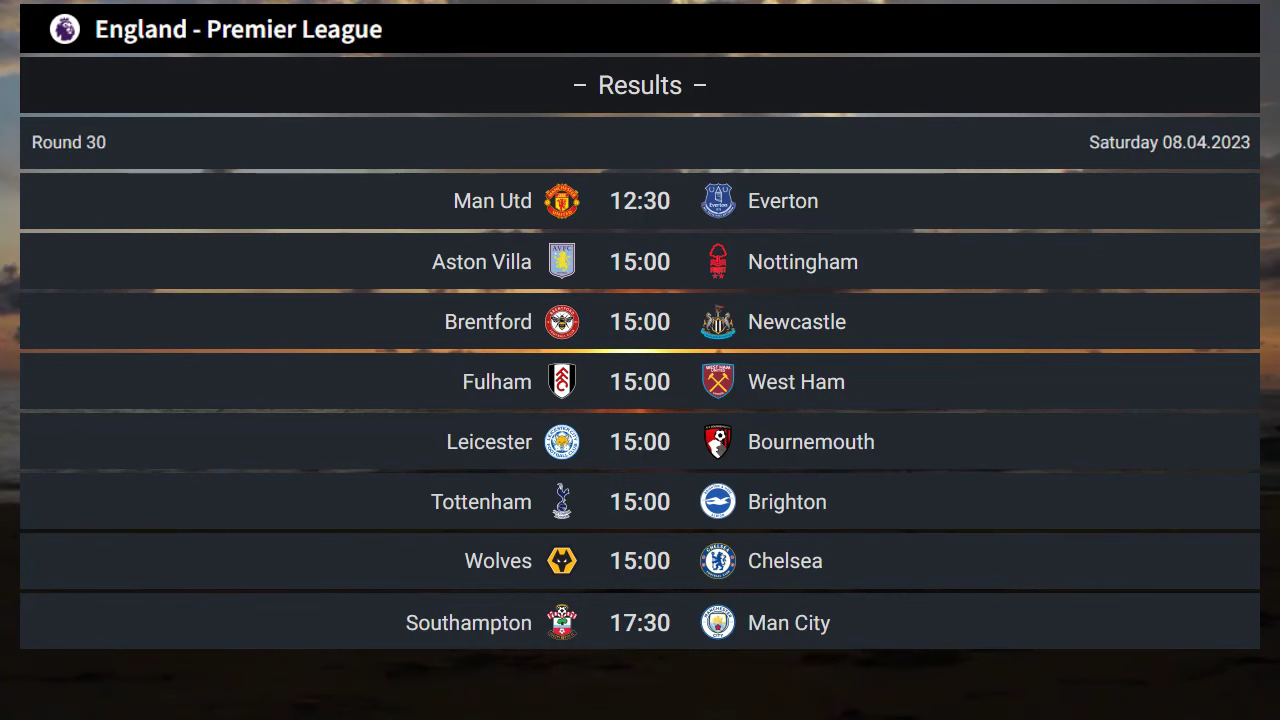 England - Premier League
– Results –
Round 30 Saturday 08.04.2023
Man Utd 12:30 Everton
Aston Villa 15:00 Nottingham
Brentford 15:00 Newcastle
Fulham 15:00 West Ham
Leicester 15:00 Bournemouth
Tottenham 15:00 Brighton
Wolves 15:00 Chelsea
Southampton 17:30 Man City